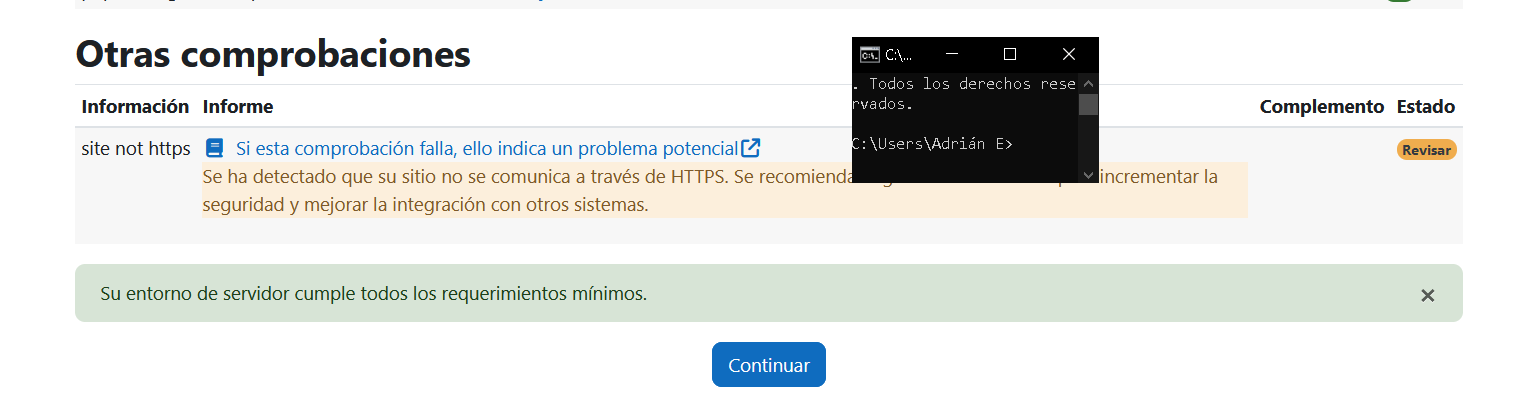 Otras comprobaciones
C:\...
. Todos los derechos rese
rvados.
C:\Users\Adrián E>
Información Informe Complemento Estado
site not https Si esta comprobación falla, ello indica un problema potencial Revisar
Se ha detectado que su sitio no se comunica a través de HTTPS. Se recomienda incrementar la
seguridad y mejorar la integración con otros sistemas.
Su entorno de servidor cumple todos los requerimientos mínimos. ×
Continuar